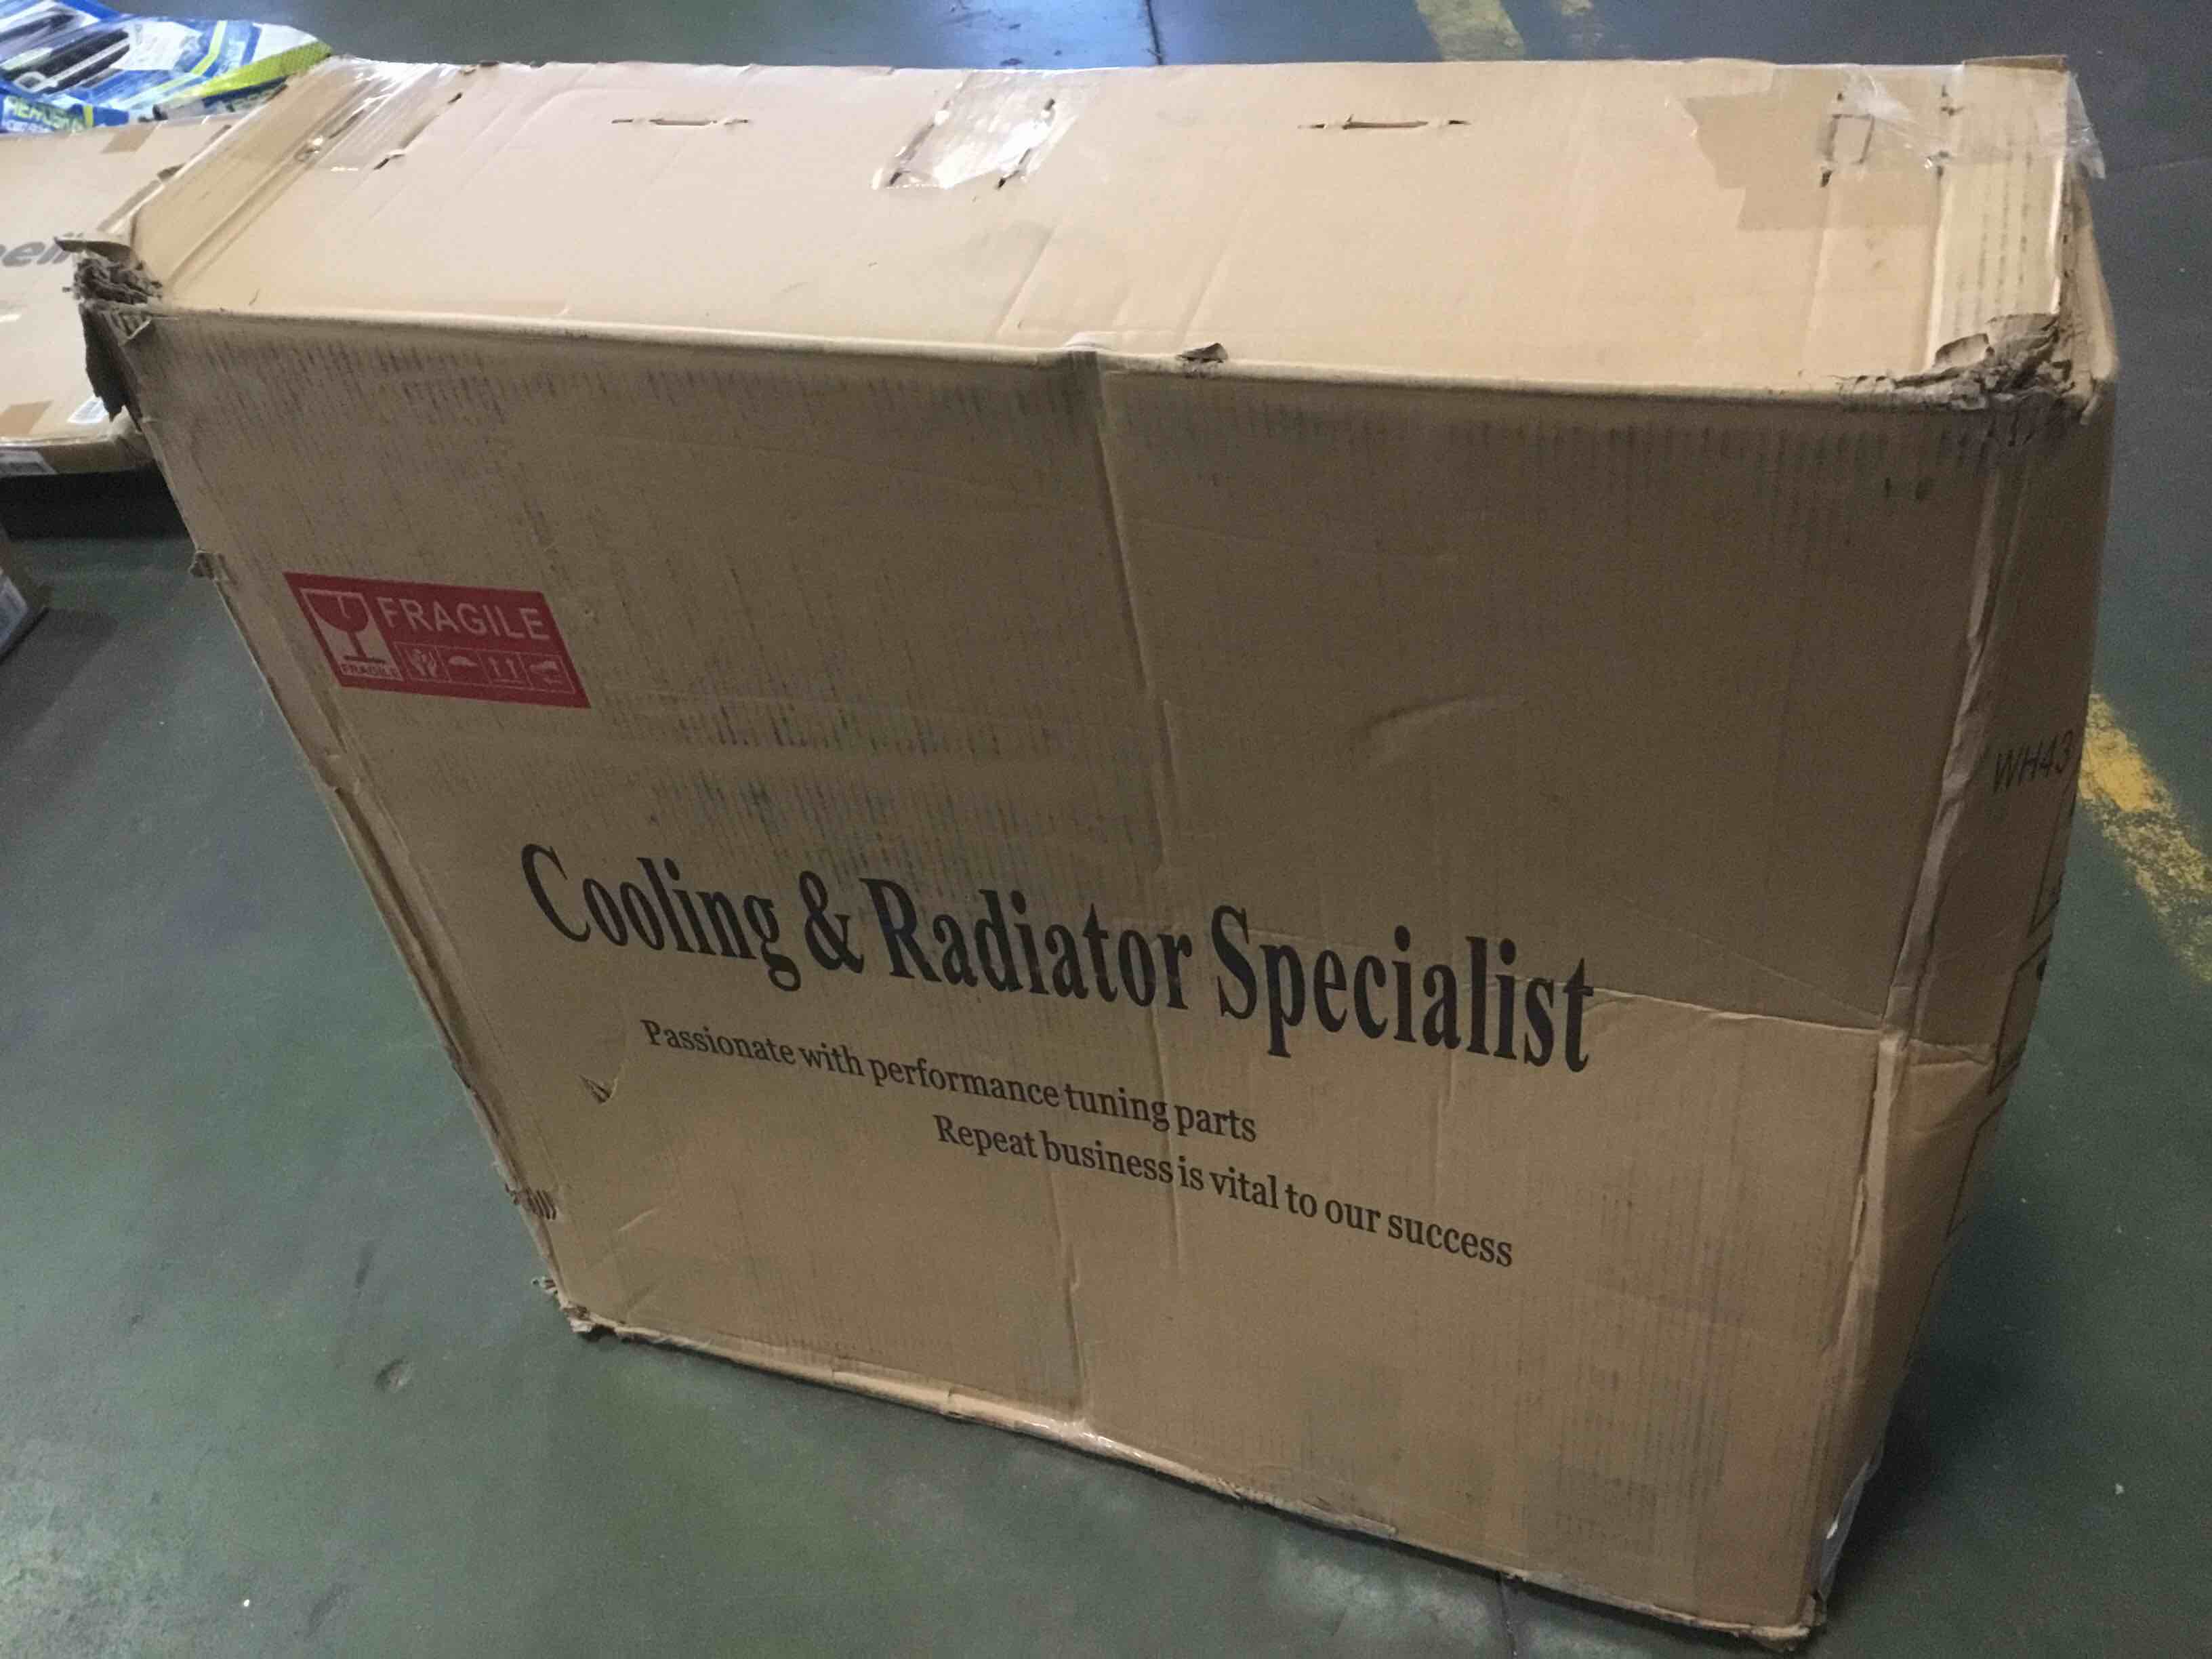 FRAGILE
FRAGILE
Cooling & Radiator Specialist
Passionate with performance tuning parts
Repeat business is vital to our success
WH43